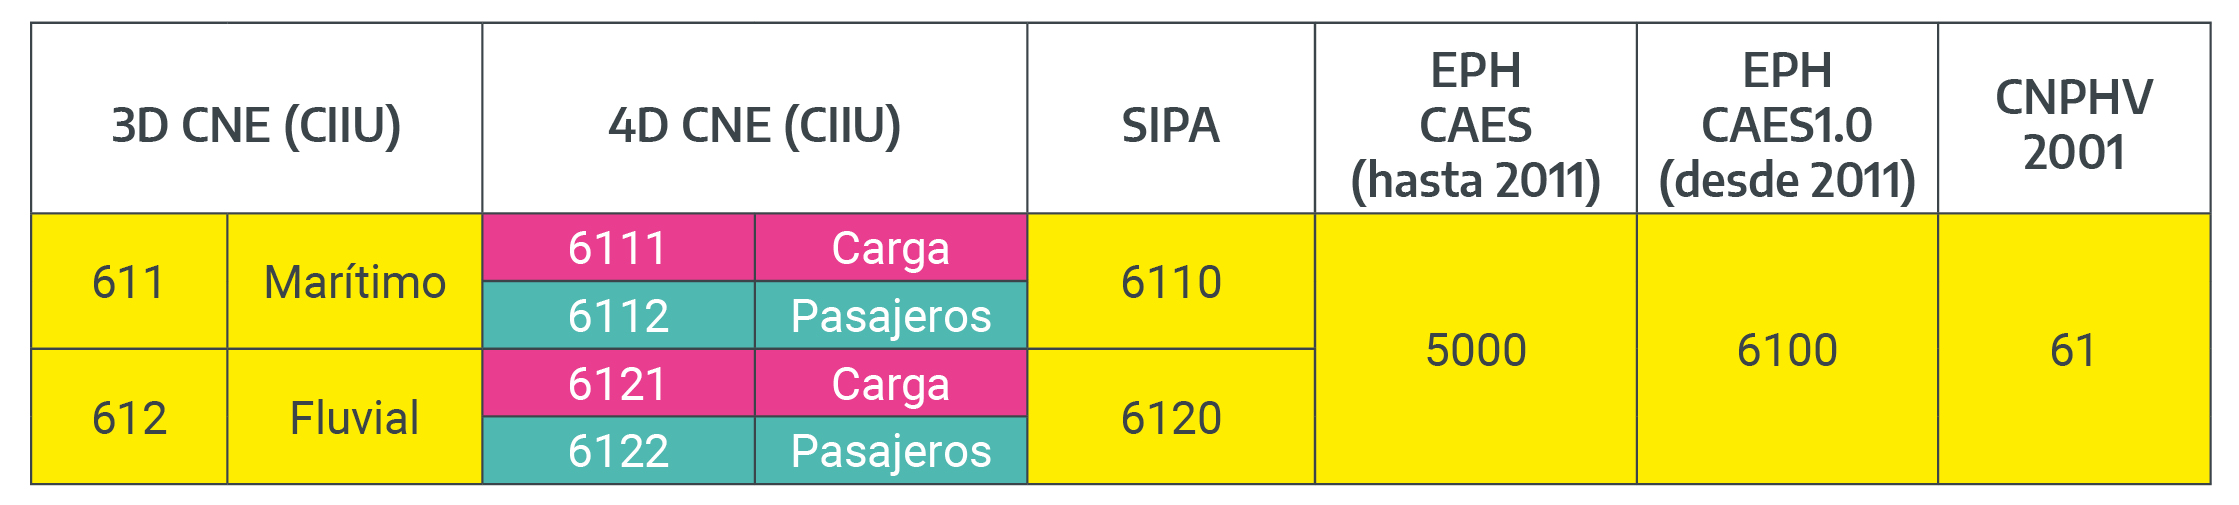 3D CNE (CIIU)
4D CNE (CIIU)
SIPA
EPH
CAES
(hasta 2011)
EPH
CAES1.0
(desde 2011)
CNPHV
2001
611
Marítimo
6111
Carga
6112
Pasajeros
6110
5000
6100
61
612
Fluvial
6121
Carga
6122
Pasajeros
6120